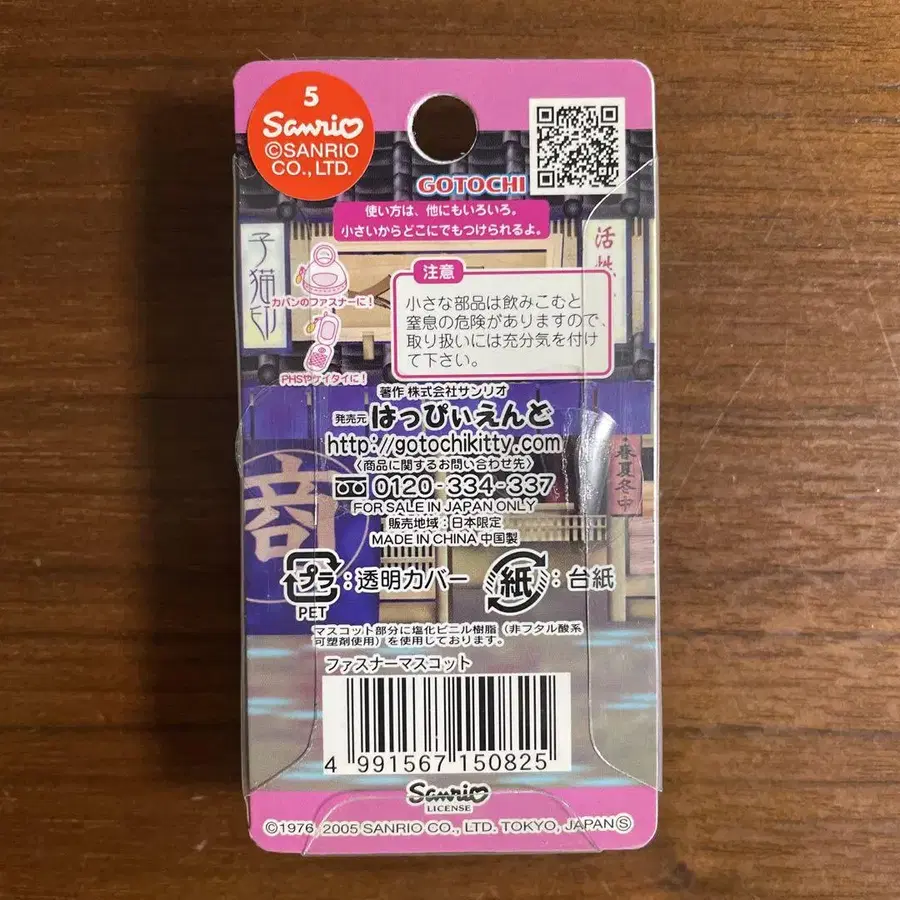 5
Sanrio
©SANRIO
CO., LTD.
GOTOCHI
使い方は、他にもいろいろ。
小さいからどこにでもつけられるよ。
子猫印
活
カバンのファスナーに!
PHSやケイタイに!
注意
小さな部品は飲みこむと
窒息の危険がありますので、
取り扱いには充分気を付け
て下さい。
著作 株式会社サンリオ
発売元 はっぴぃえんど
http://gotochikitty.com/
〈商品に関するお問い合わせ先〉
0120-334-337
FOR SALE IN JAPAN ONLY
販売地域:日本限定
MADE IN CHINA 中国製
春夏冬中
商
プラ:透明カバー 紙:台紙
PET
マスコット部分に塩化ビニル樹脂(非フタル酸系
可塑剤使用)を使用しております。
ファスナーマスコット
4 991567 150825
Sanrio
LICENSE
©1976, 2005 SANRIO CO., LTD. TOKYO, JAPAN Ⓢ